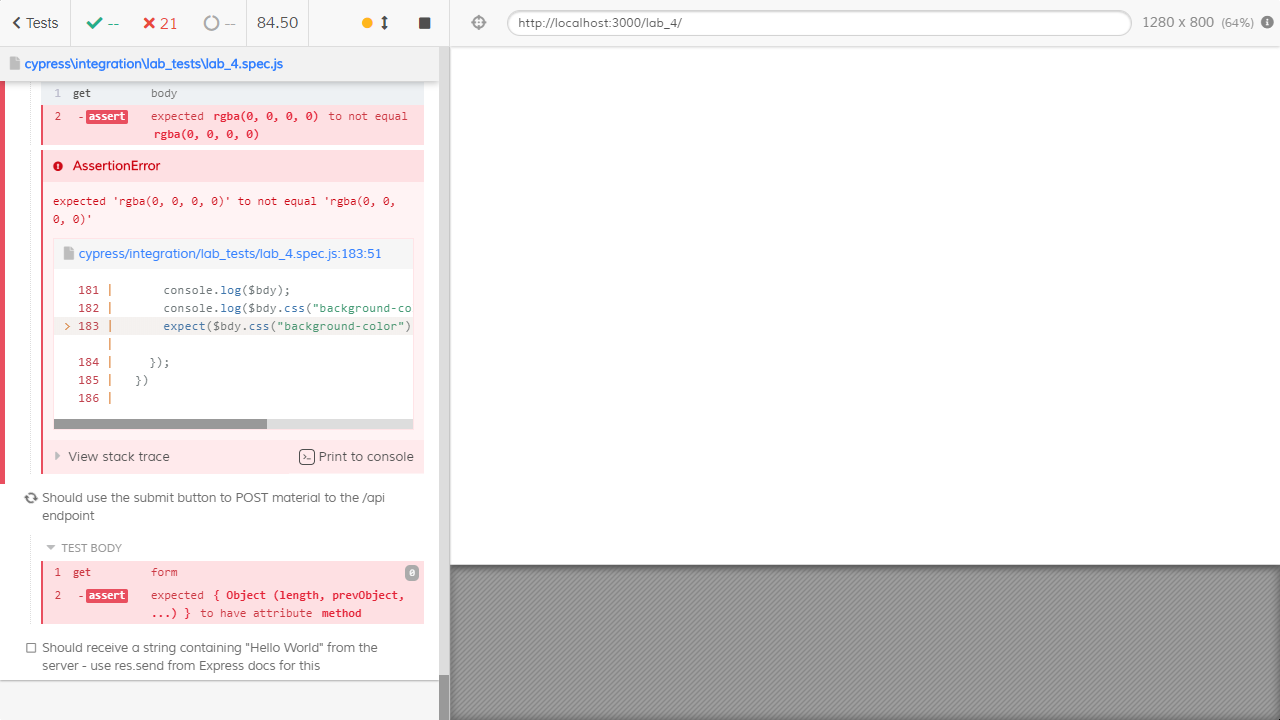 Tests -- 21 -- 84.50 http://localhost:3000/lab_4/ 1280 x 800 (64%)
cypress\integration\lab_tests\lab_4.spec.js
1 get body
2 -assert expected rgba(0, 0, 0, 0) to not equal
rgba(0, 0, 0, 0)
AssertionError
expected 'rgba(0, 0, 0, 0)' to not equal 'rgba(0, 0,
0, 0)'
cypress/integration/lab_tests/lab_4.spec.js:183:51
181 | console.log($bdy);
182 | console.log($bdy.css("background-co
> 183 | expect($bdy.css("background-color")
|
184 | });
185 | })
186 |
View stack trace Print to console
Should use the submit button to POST material to the /api
endpoint
TEST BODY
1 get form 0
2 -assert expected { Object (length, prevObject,
...) } to have attribute method
Should receive a string containing "Hello World" from the
server - use res.send from Express docs for this